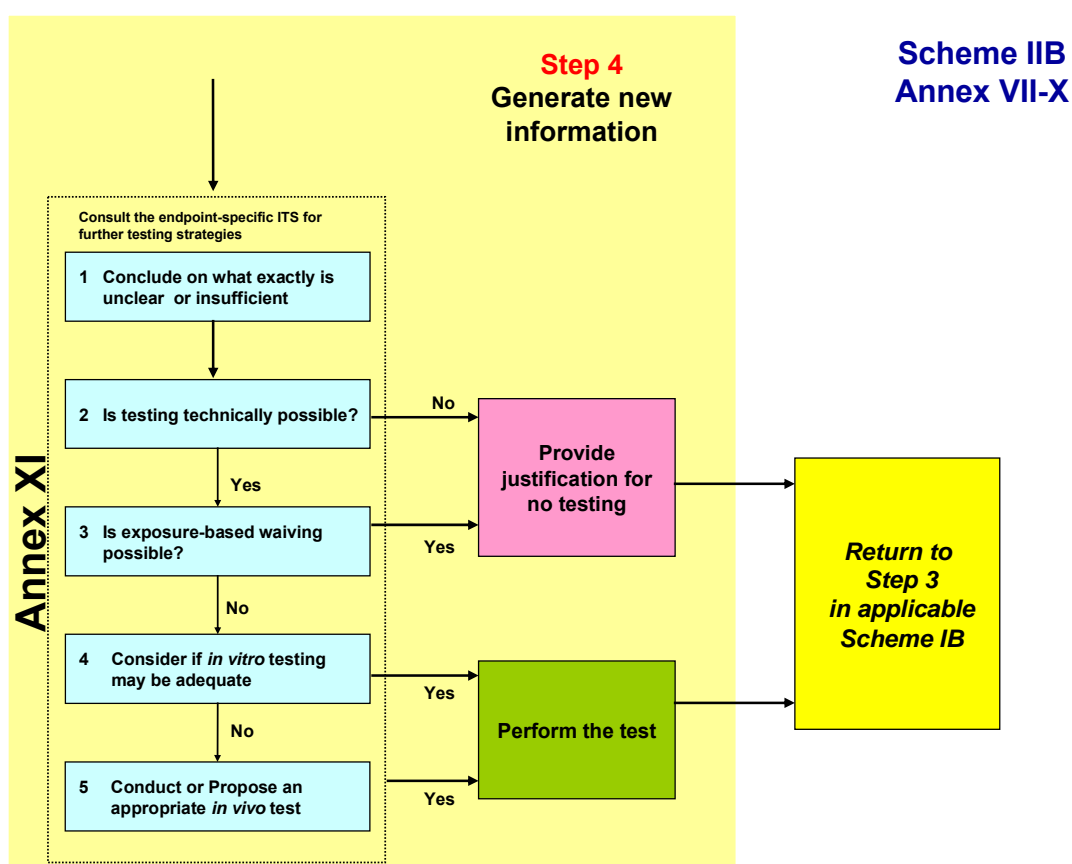 Step 4
Generate new
information
Scheme IIB
Annex VII-X
Annex XI
Consult the endpoint-specific ITS for
further testing strategies
1 Conclude on what exactly is
unclear or insufficient
2 Is testing technically possible?
No
Yes
Provide
justification for
no testing
3 Is exposure-based waiving
possible?
Yes
No
4 Consider if in vitro testing
may be adequate
Yes
No
5 Conduct or Propose an
appropriate in vivo test
Yes
Perform the test
Return to
Step 3
in applicable
Scheme IB